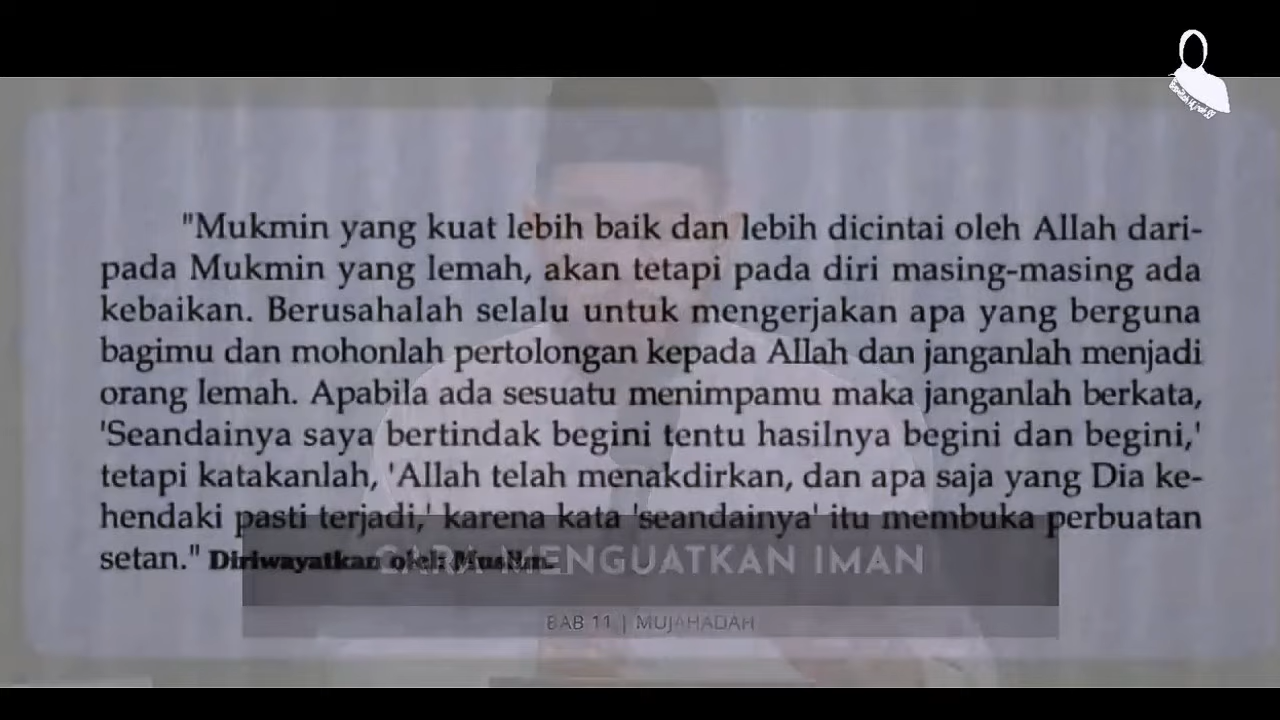 "Mukmin yang kuat lebih baik dan lebih dicintai oleh Allah dari-
pada Mukmin yang lemah, akan tetapi pada diri masing-masing ada
kebaikan. Berusahalah selalu untuk mengerjakan apa yang berguna
bagimu dan mohonlah pertolongan kepada Allah dan janganlah menjadi
orang lemah. Apabila ada sesuatu menimpamu maka janganlah berkata,
'Seandainya saya bertindak begini tentu hasilnya begini dan begini,'
tetapi katakanlah, 'Allah telah menakdirkan, dan apa saja yang Dia ke-
hendaki pasti terjadi,' karena kata 'seandainya' itu membuka perbuatan
setan." Diriwayatkan oleh Muslim.
CARA MENGUATKAN IMAN
BAB 11 | MUJAHADAH